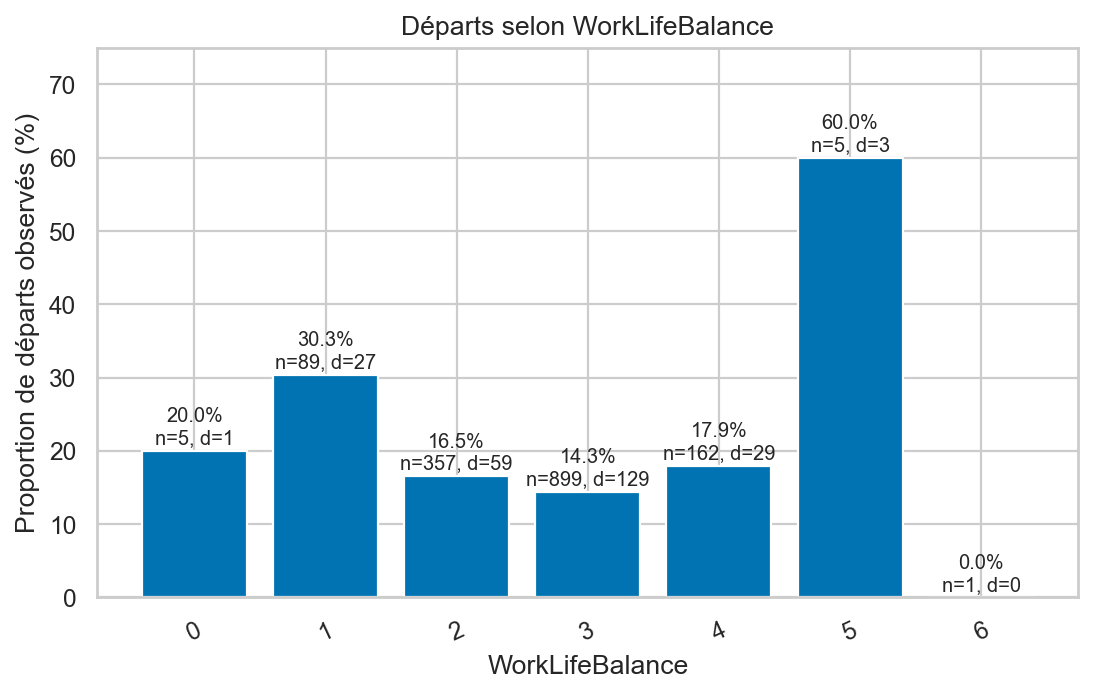 Départs selon WorkLifeBalance
Proportion de départs observés (%)
70
60
50
40
30
20
10
0
20.0%
n=5, d=1
30.3%
n=89, d=27
16.5%
n=357, d=59
14.3%
n=899, d=129
17.9%
n=162, d=29
60.0%
n=5, d=3
0.0%
n=1, d=0
0 1 2 3 4 5 6
WorkLifeBalance